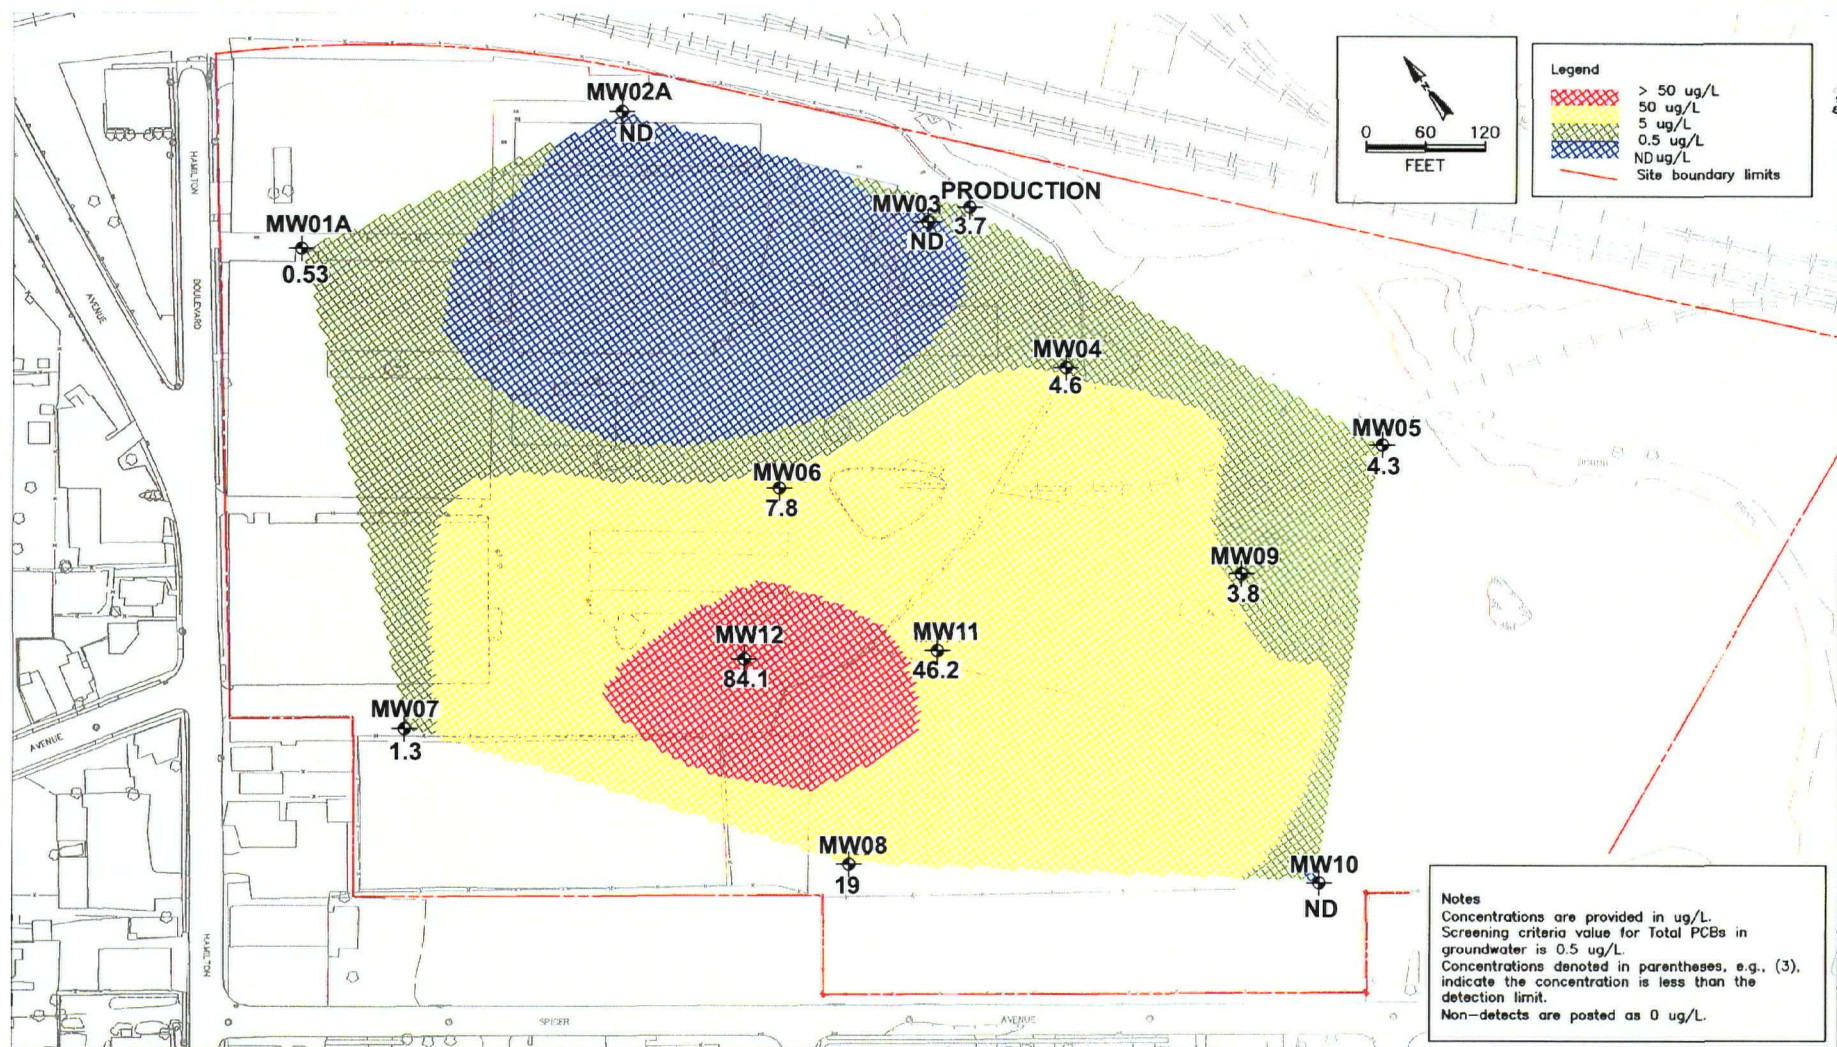 MW02A
ND
PRODUCTION
MW03
3.7
ND
MW01A
0.53
MW04
4.6
MW05
4.3
MW06
7.8
MW09
3.8
MW12
84.1
MW11
46.2
MW07
1.3
MW08
19
MW10
ND
HAMILTON
BOULEVARD
AVENUE
AVENUE
HAMILTON
SPICER
AVENUE
0 60 120
FEET
Legend
> 50 ug/L
50 ug/L
5 ug/L
0.5 ug/L
ND ug/L
Site boundary limits
Notes
Concentrations are provided in ug/L.
Screening criteria value for Total PCBs in
groundwater is 0.5 ug/L.
Concentrations denoted in parentheses, e.g., (3),
indicate the concentration is less than the
detection limit.
Non-detects are posted as 0 ug/L.